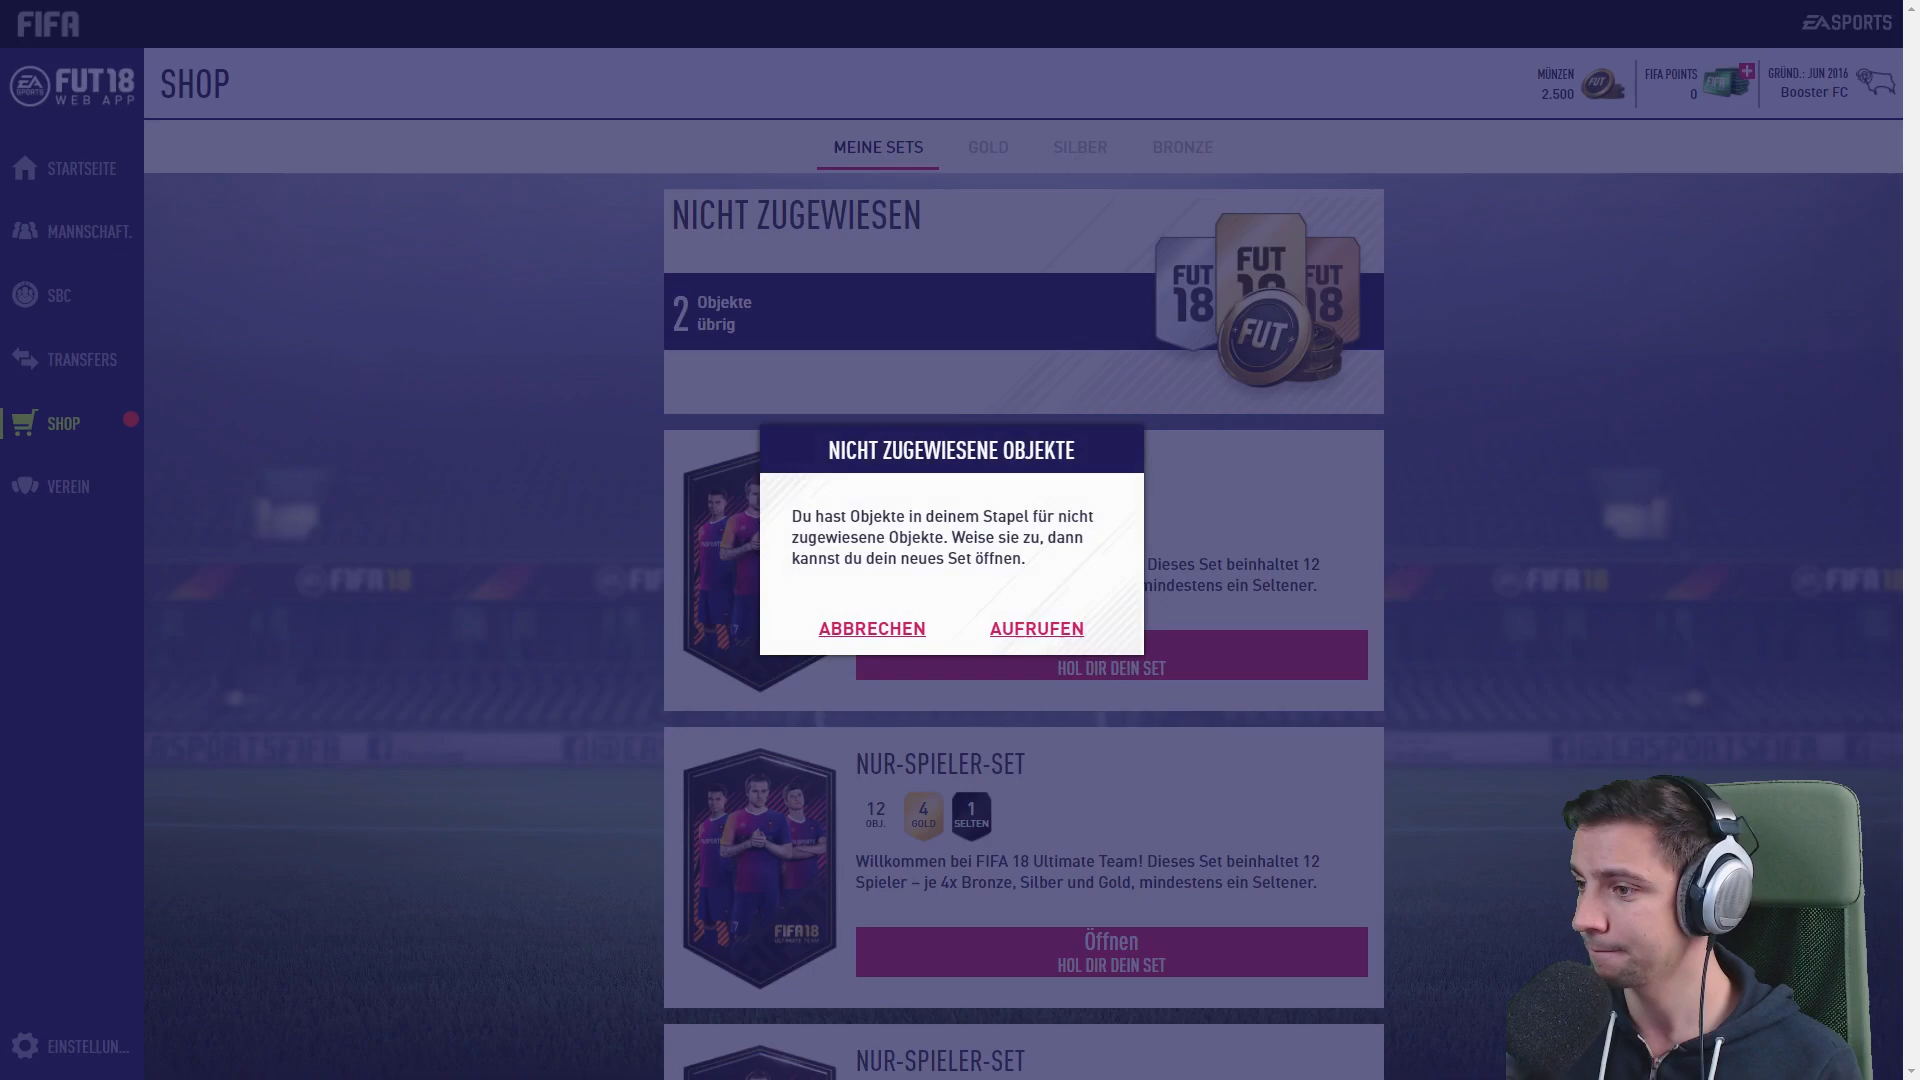 FIFA
EA SPORTS
EA SPORTS FUT18
WEB APP
SHOP
MÜNZEN
2.500
FIFA POINTS
0
GRÜND.: JUN 2016
Booster FC
STARTSEITE
MANNSCHAFT.
SBC
TRANSFERS
SHOP
VEREIN
EINSTELLUN...
MEINE SETS GOLD SILBER BRONZE
NICHT ZUGEWIESEN
2 Objekte
übrig
FUT 18
FUT 18
FUT 18
FUT
NICHT ZUGEWIESENE OBJEKTE
Du hast Objekte in deinem Stapel für nicht
zugewiesene Objekte. Weise sie zu, dann
kannst du dein neues Set öffnen.
ABBRECHEN AUFRUFEN
Dieses Set beinhaltet 12
mindestens ein Seltener.
HOL DIR DEIN SET
NUR-SPIELER-SET
12
OBJ.
4
GOLD
1
SELTEN
Willkommen bei FIFA 18 Ultimate Team! Dieses Set beinhaltet 12
Spieler – je 4x Bronze, Silber und Gold, mindestens ein Seltener.
FIFA18
ULTIMATE TEAM
Öffnen
HOL DIR DEIN SET
NUR-SPIELER-SET